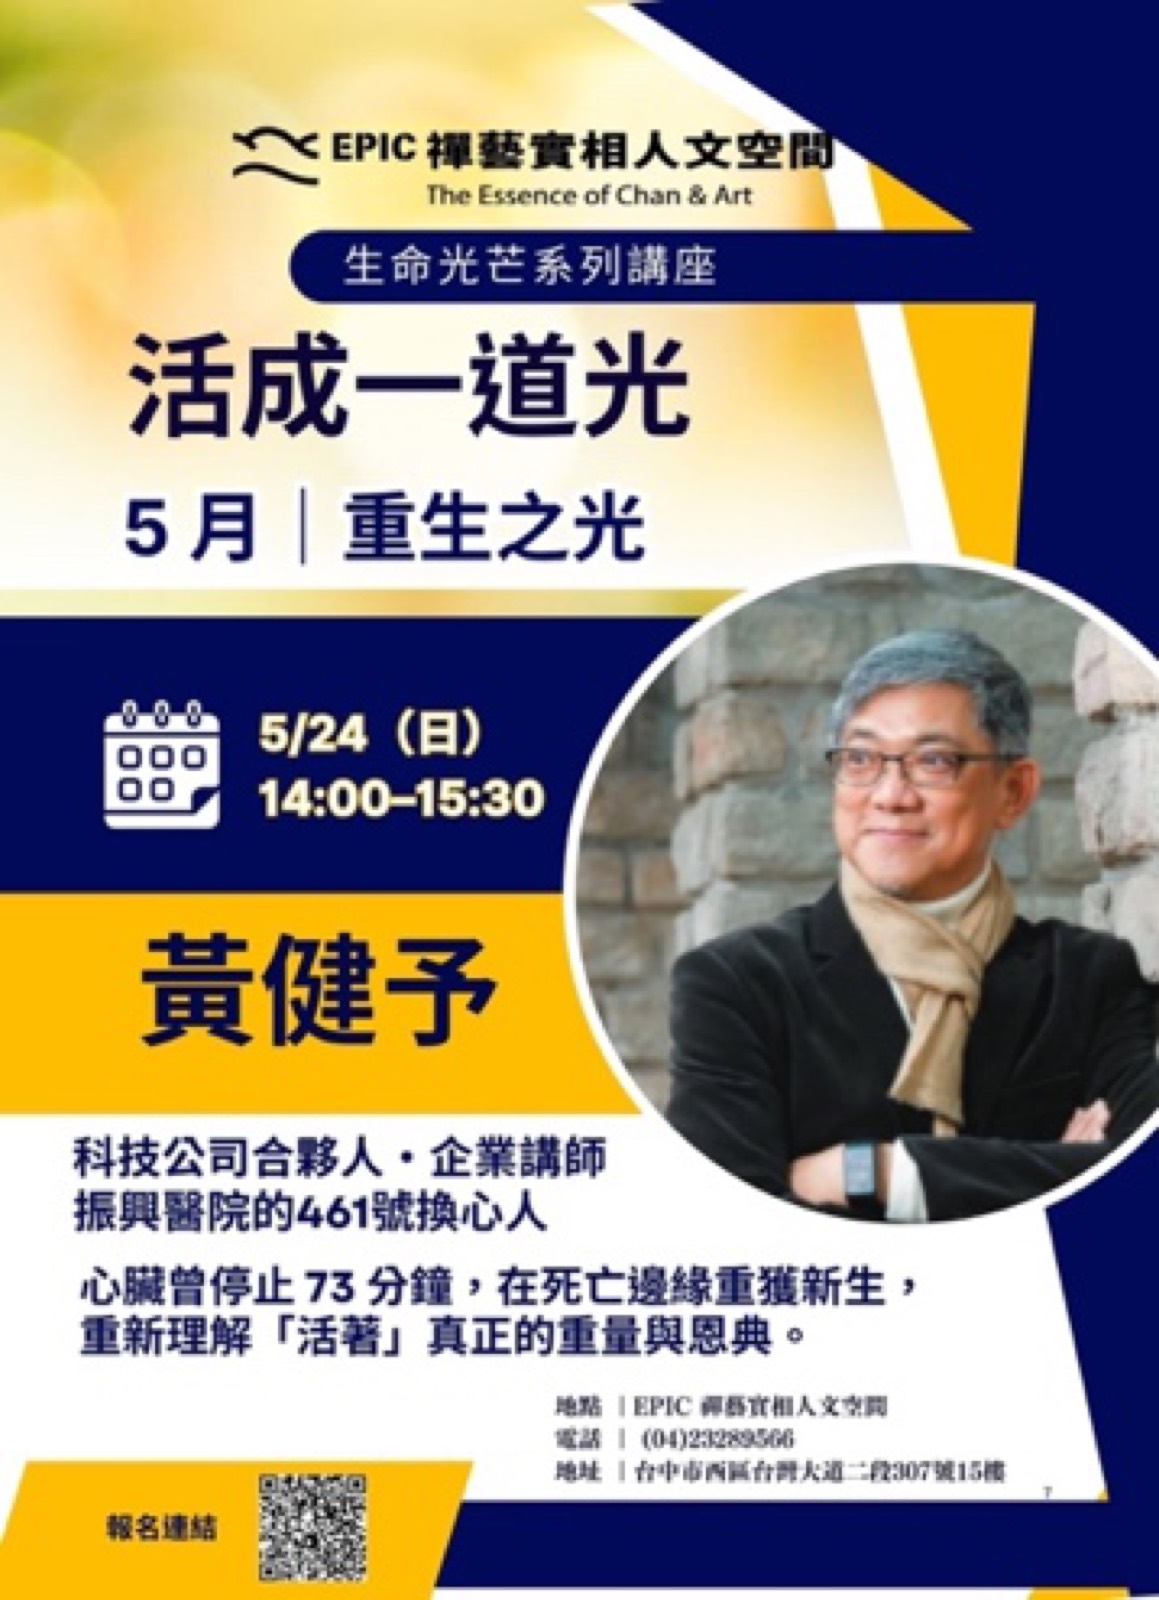 EPIC 禪藝實相人文空間
The Essence of Chan & Art
生命光芒系列講座
活成一道光
5 月｜重生之光
5/24（日）
14:00–15:30
黃健予
科技公司合夥人・企業講師
振興醫院的461號換心人
心臟曾停止 73 分鐘，在死亡邊緣重獲新生，
重新理解「活著」真正的重量與恩典。
地點 ｜EPIC 禪藝實相人文空間
電話 ｜ (04)23289566
地址 ｜台中市西區台灣大道二段307號15樓
7
報名連結